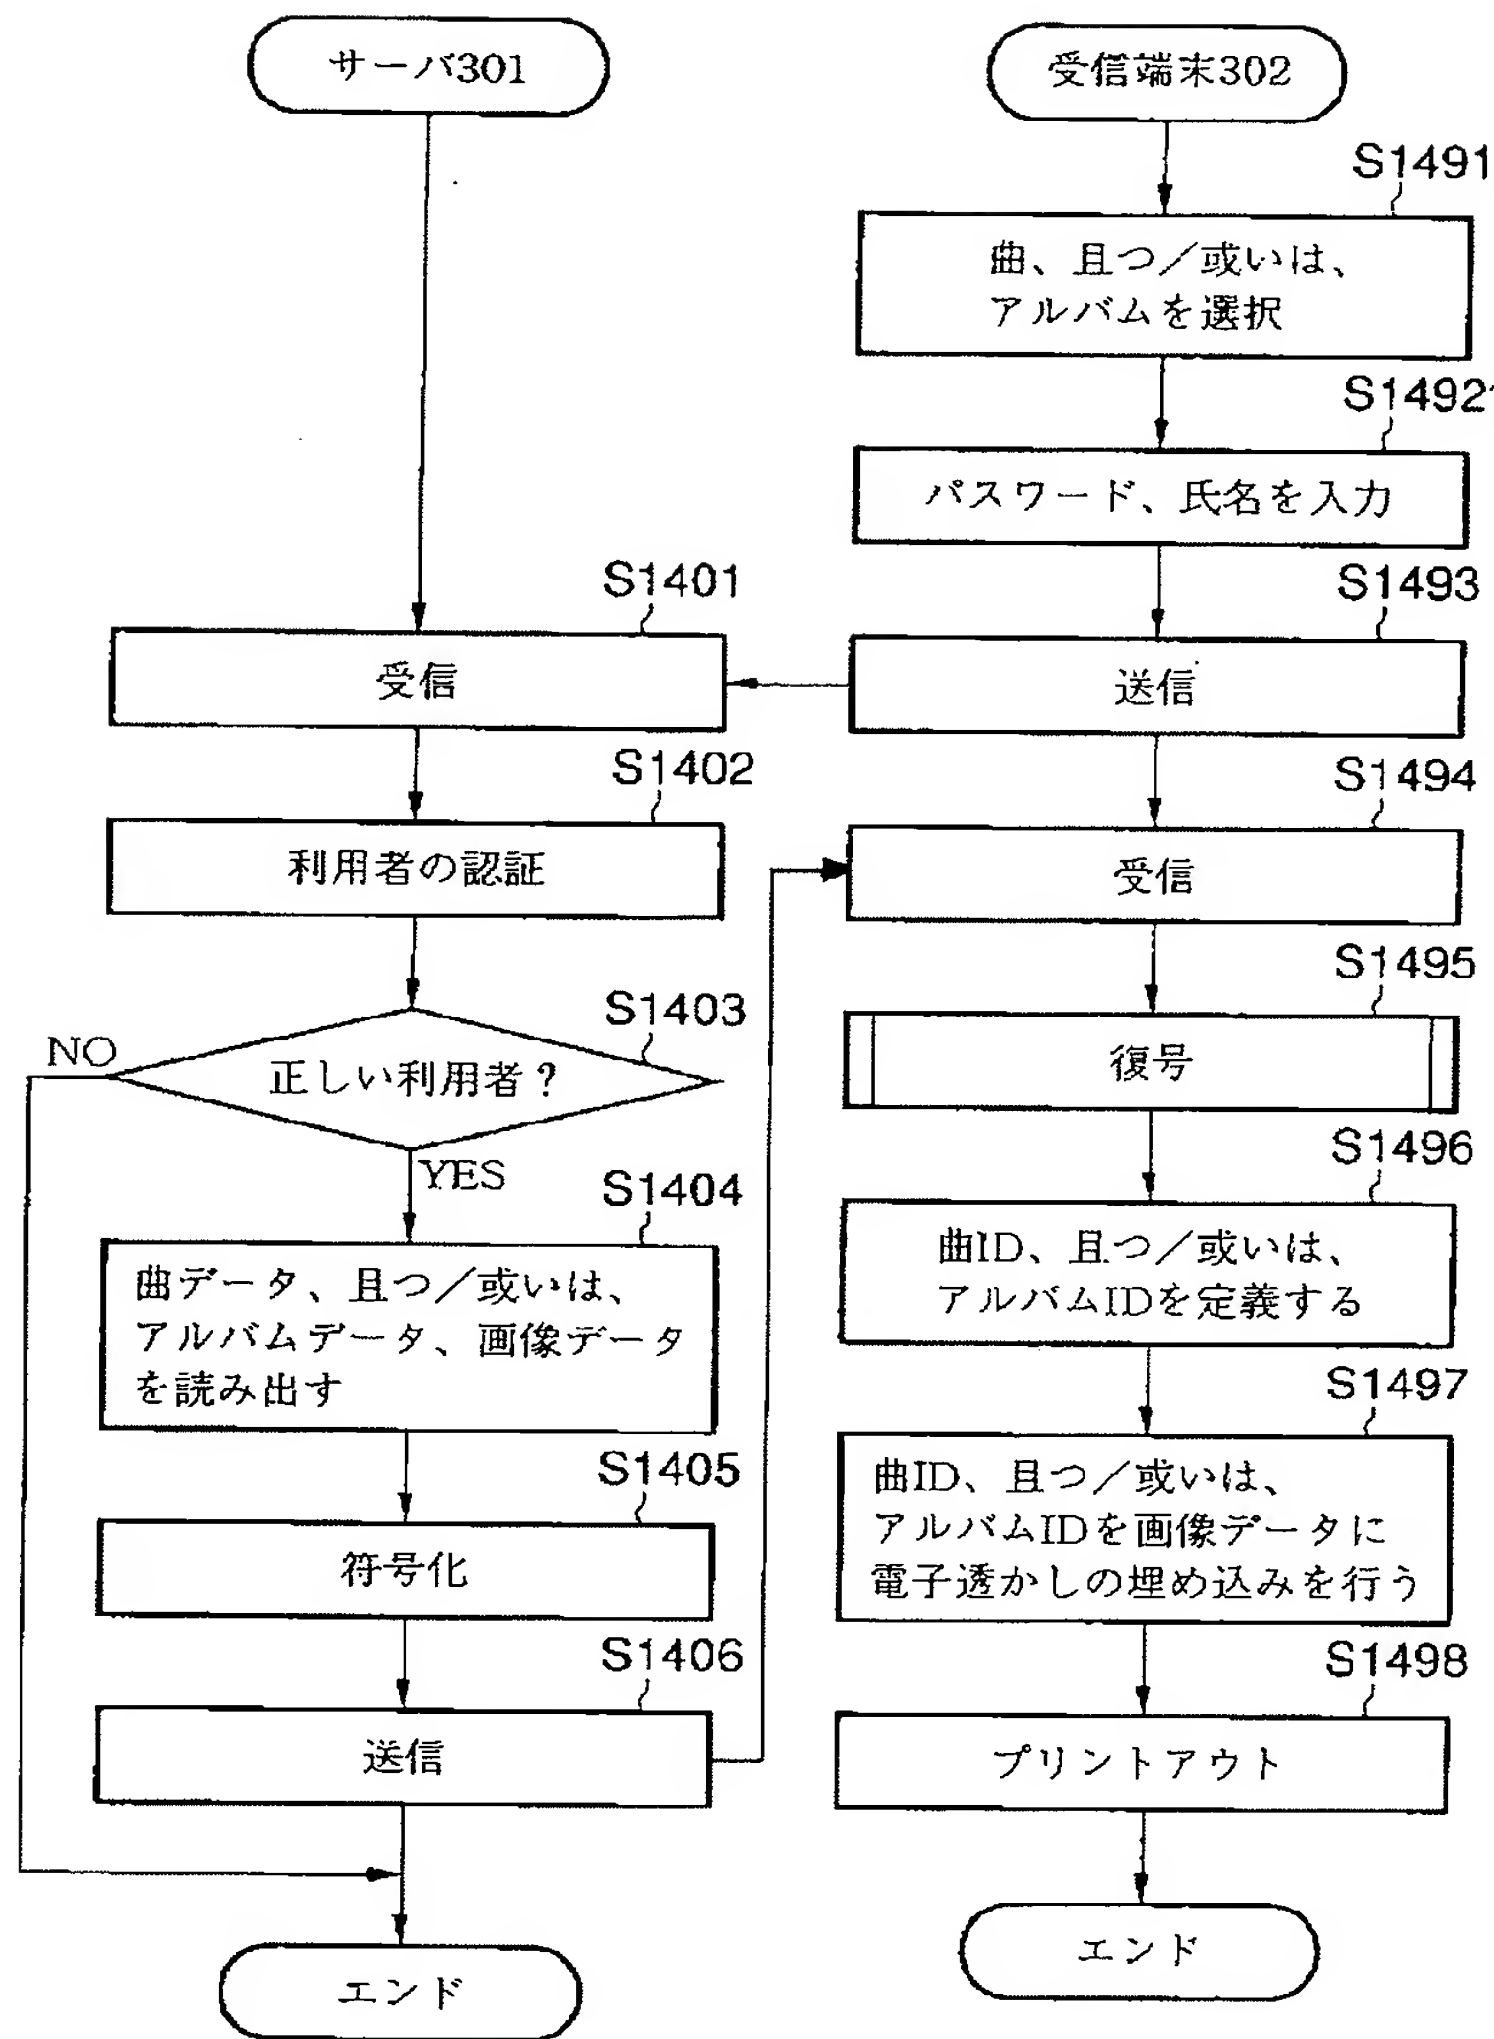 サーバ301
S1401
受信
S1402
利用者の認証
S1403
NO
正しい利用者?
YES
S1404
曲データ、且つ/或いは、
アルバムデータ、画像データ
を読み出す
S1405
符号化
S1406
送信
エンド
受信端末302
S1491
曲、且つ/或いは、
アルバムを選択
S1492
パスワード、氏名を入力
S1493
送信
S1494
受信
S1495
復号
S1496
曲ID、且つ/或いは、
アルバムIDを定義する
S1497
曲ID、且つ/或いは、
アルバムIDを画像データに
電子透かしの埋め込みを行う
S1498
プリントアウト
エンド